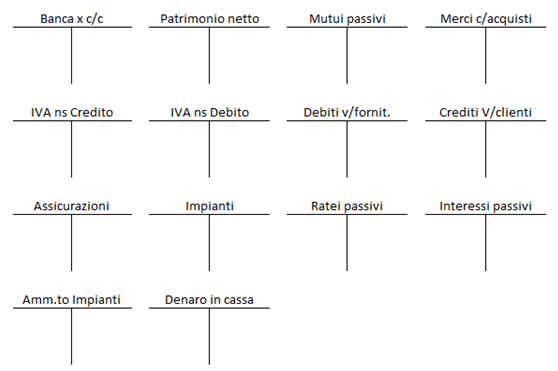 Banca x c/c
Patrimonio netto
Mutui passivi
Merci c/acquisti
IVA ns Credito
IVA ns Debito
Debiti v/fornit.
Crediti V/clienti
Assicurazioni
Impianti
Ratei passivi
Interessi passivi
Amm.to Impianti
Denaro in cassa